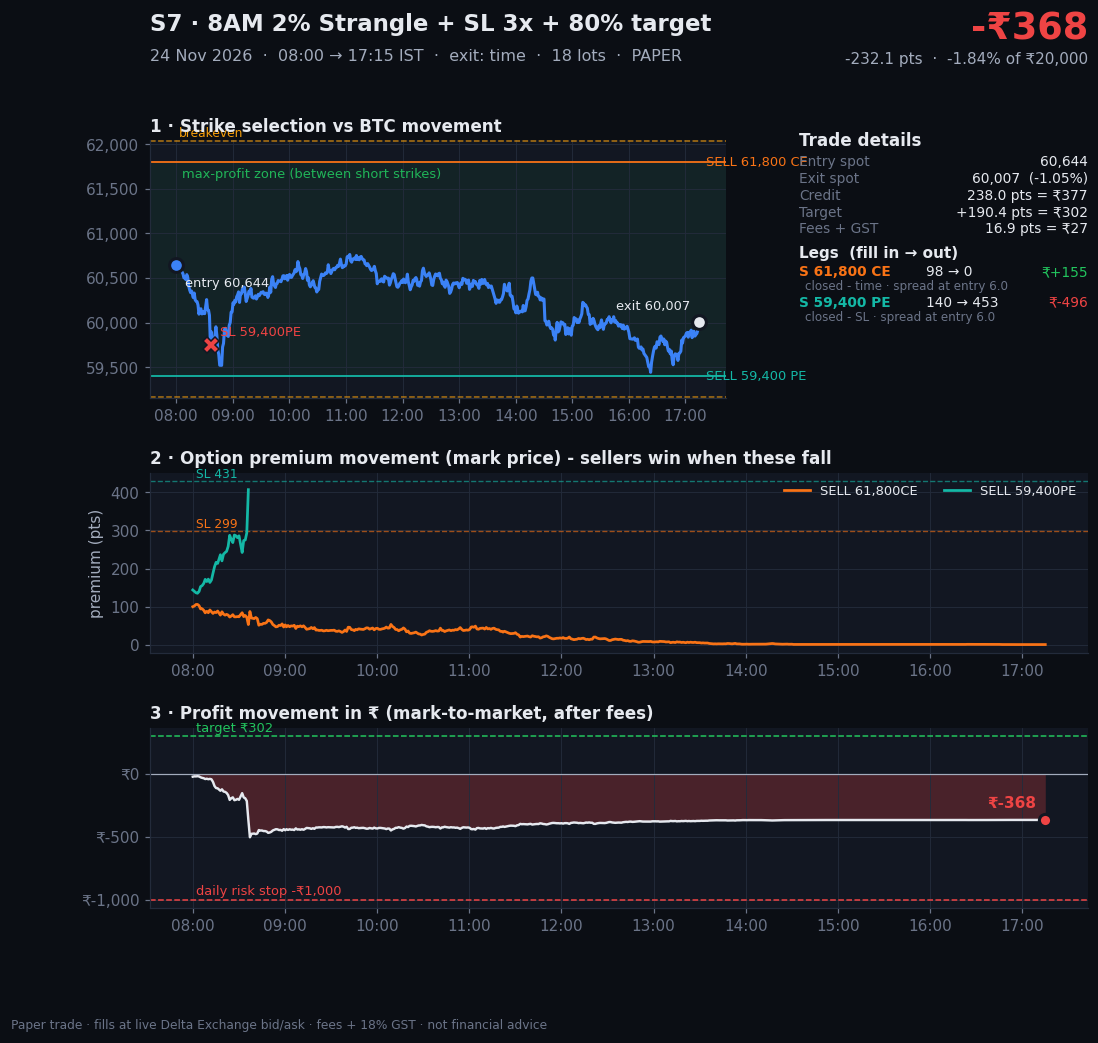 S7 · 8AM 2% Strangle + SL 3x + 80% target
-₹368
24 Nov 2026 · 08:00 → 17:15 IST · exit: time · 18 lots · PAPER
-232.1 pts · -1.84% of ₹20,000
1 · Strike selection vs BTC movement
breakeven
62,000
61,500
61,000
60,500
60,000
59,500
SELL 61,800 CE
max-profit zone (between short strikes)
entry 60,644
SL 59,400PE
exit 60,007
SELL 59,400 PE
08:00 09:00 10:00 11:00 12:00 13:00 14:00 15:00 16:00 17:00
Trade details
Entry spot 60,644
Exit spot 60,007 (-1.05%)
Credit 238.0 pts = ₹377
Target +190.4 pts = ₹302
Fees + GST 16.9 pts = ₹27
Legs (fill in → out)
S 61,800 CE 98 → 0 ₹+155
closed - time · spread at entry 6.0
S 59,400 PE 140 → 453 ₹-496
closed - SL · spread at entry 6.0
2 · Option premium movement (mark price) - sellers win when these fall
SL 431
SELL 61,800CE SELL 59,400PE
SL 299
premium (pts)
400
300
200
100
0
08:00 09:00 10:00 11:00 12:00 13:00 14:00 15:00 16:00 17:00
3 · Profit movement in ₹ (mark-to-market, after fees)
target ₹302
₹0
₹-500
₹-1,000
₹-368
daily risk stop -₹1,000
08:00 09:00 10:00 11:00 12:00 13:00 14:00 15:00 16:00 17:00
Paper trade · fills at live Delta Exchange bid/ask · fees + 18% GST · not financial advice